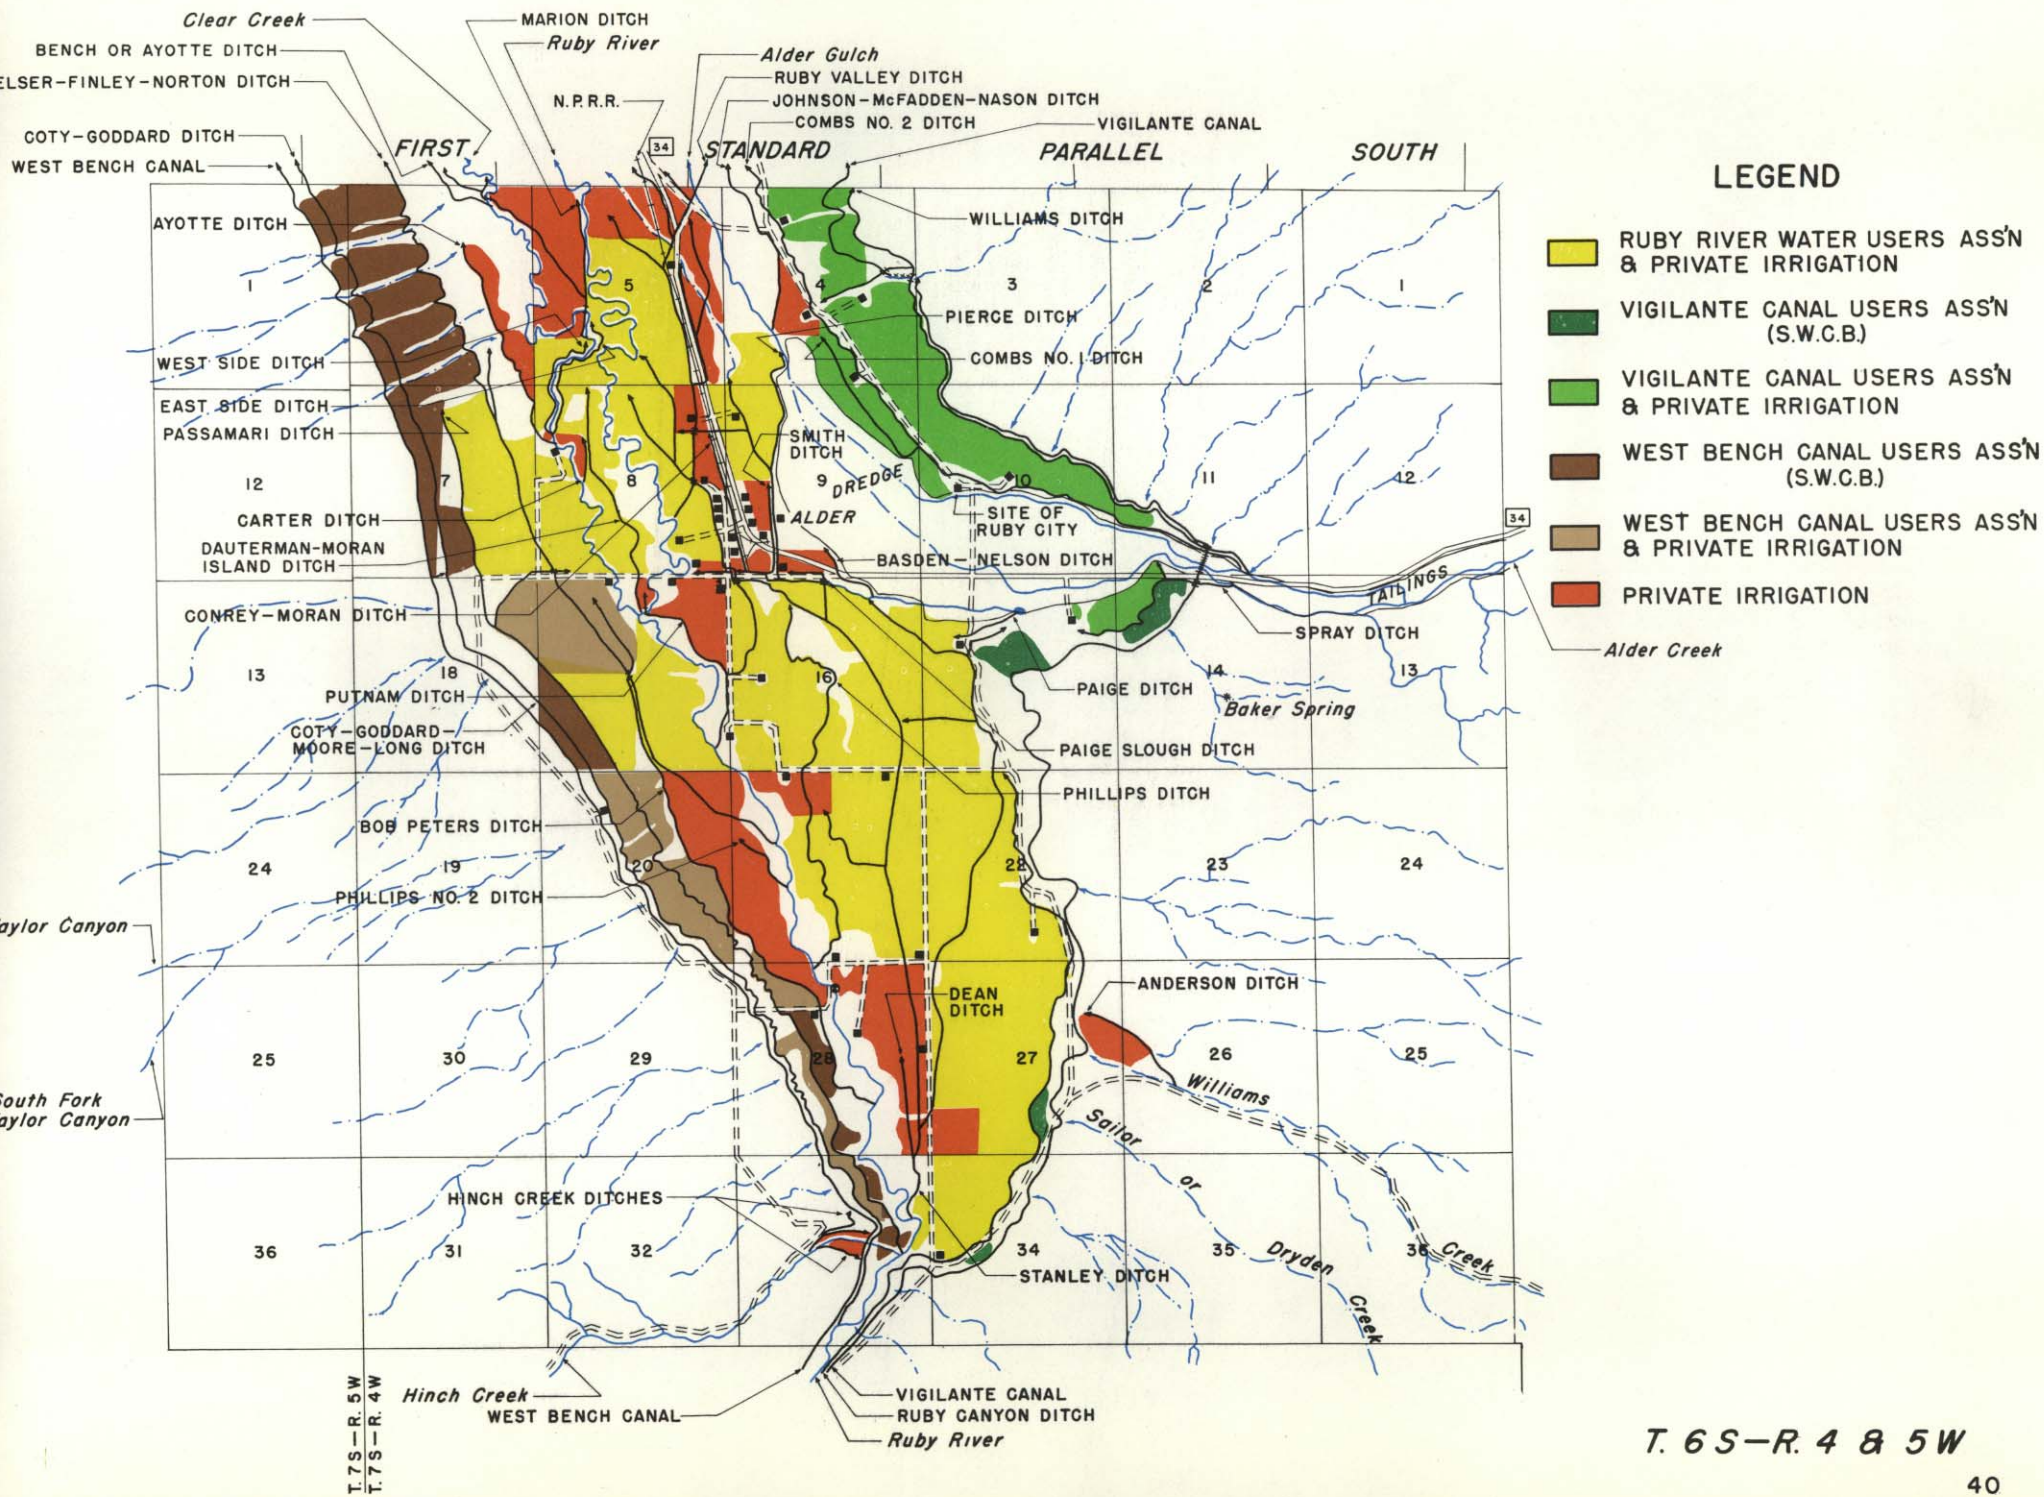 Clear Creek
MARION DITCH
Ruby River
BENCH OR AYOTTE DITCH
ELSER-FINLEY-NORTON DITCH
Alder Gulch
RUBY VALLEY DITCH
N.P.R.R.
JOHNSON-McFADDEN-NASON DITCH
COMBS NO. 2 DITCH
VIGILANTE CANAL
COTY-GODDARD DITCH
WEST BENCH CANAL
FIRST
34
STANDARD
PARALLEL
SOUTH
LEGEND
RUBY RIVER WATER USERS ASS'N
& PRIVATE IRRIGATION
VIGILANTE CANAL USERS ASS'N
(S.W.C.B.)
VIGILANTE CANAL USERS ASS'N
& PRIVATE IRRIGATION
WEST BENCH CANAL USERS ASS'N
(S.W.C.B.)
WEST BENCH CANAL USERS ASS'N
& PRIVATE IRRIGATION
PRIVATE IRRIGATION
AYOTTE DITCH
WILLIAMS DITCH
1
5
4
3
2
1
PIERCE DITCH
WEST SIDE DITCH
COMBS NO. 1 DITCH
EAST SIDE DITCH
PASSAMARI DITCH
SMITH
DITCH
12
7
8
9
DREDGE
10
11
12
CARTER DITCH
ALDER
SITE OF
RUBY CITY
34
DAUTERMAN-MORAN
ISLAND DITCH
BASDEN-NELSON DITCH
TAILINGS
CONREY-MORAN DITCH
SPRAY DITCH
Alder Creek
13
18
16
14
13
PUTNAM DITCH
PAIGE DITCH
Baker Spring
COTY-GODDARD-
MOORE-LONG DITCH
PAIGE SLOUGH DITCH
PHILLIPS DITCH
BOB PETERS DITCH
24
19
20
22
23
24
PHILLIPS NO. 2 DITCH
aylor Canyon
DEAN
DITCH
ANDERSON DITCH
25
30
29
28
27
26
25
South Fork
aylor Canyon
Williams
Sailor
or
HINCH CREEK DITCHES
36
31
32
34
35
Dryden
36
Creek
STANLEY DITCH
Creek
Hinch Creek
WEST BENCH CANAL
VIGILANTE CANAL
RUBY CANYON DITCH
Ruby River
T.7S-R.5W
T.7S-R.4W
T. 6S-R. 4 & 5W
40